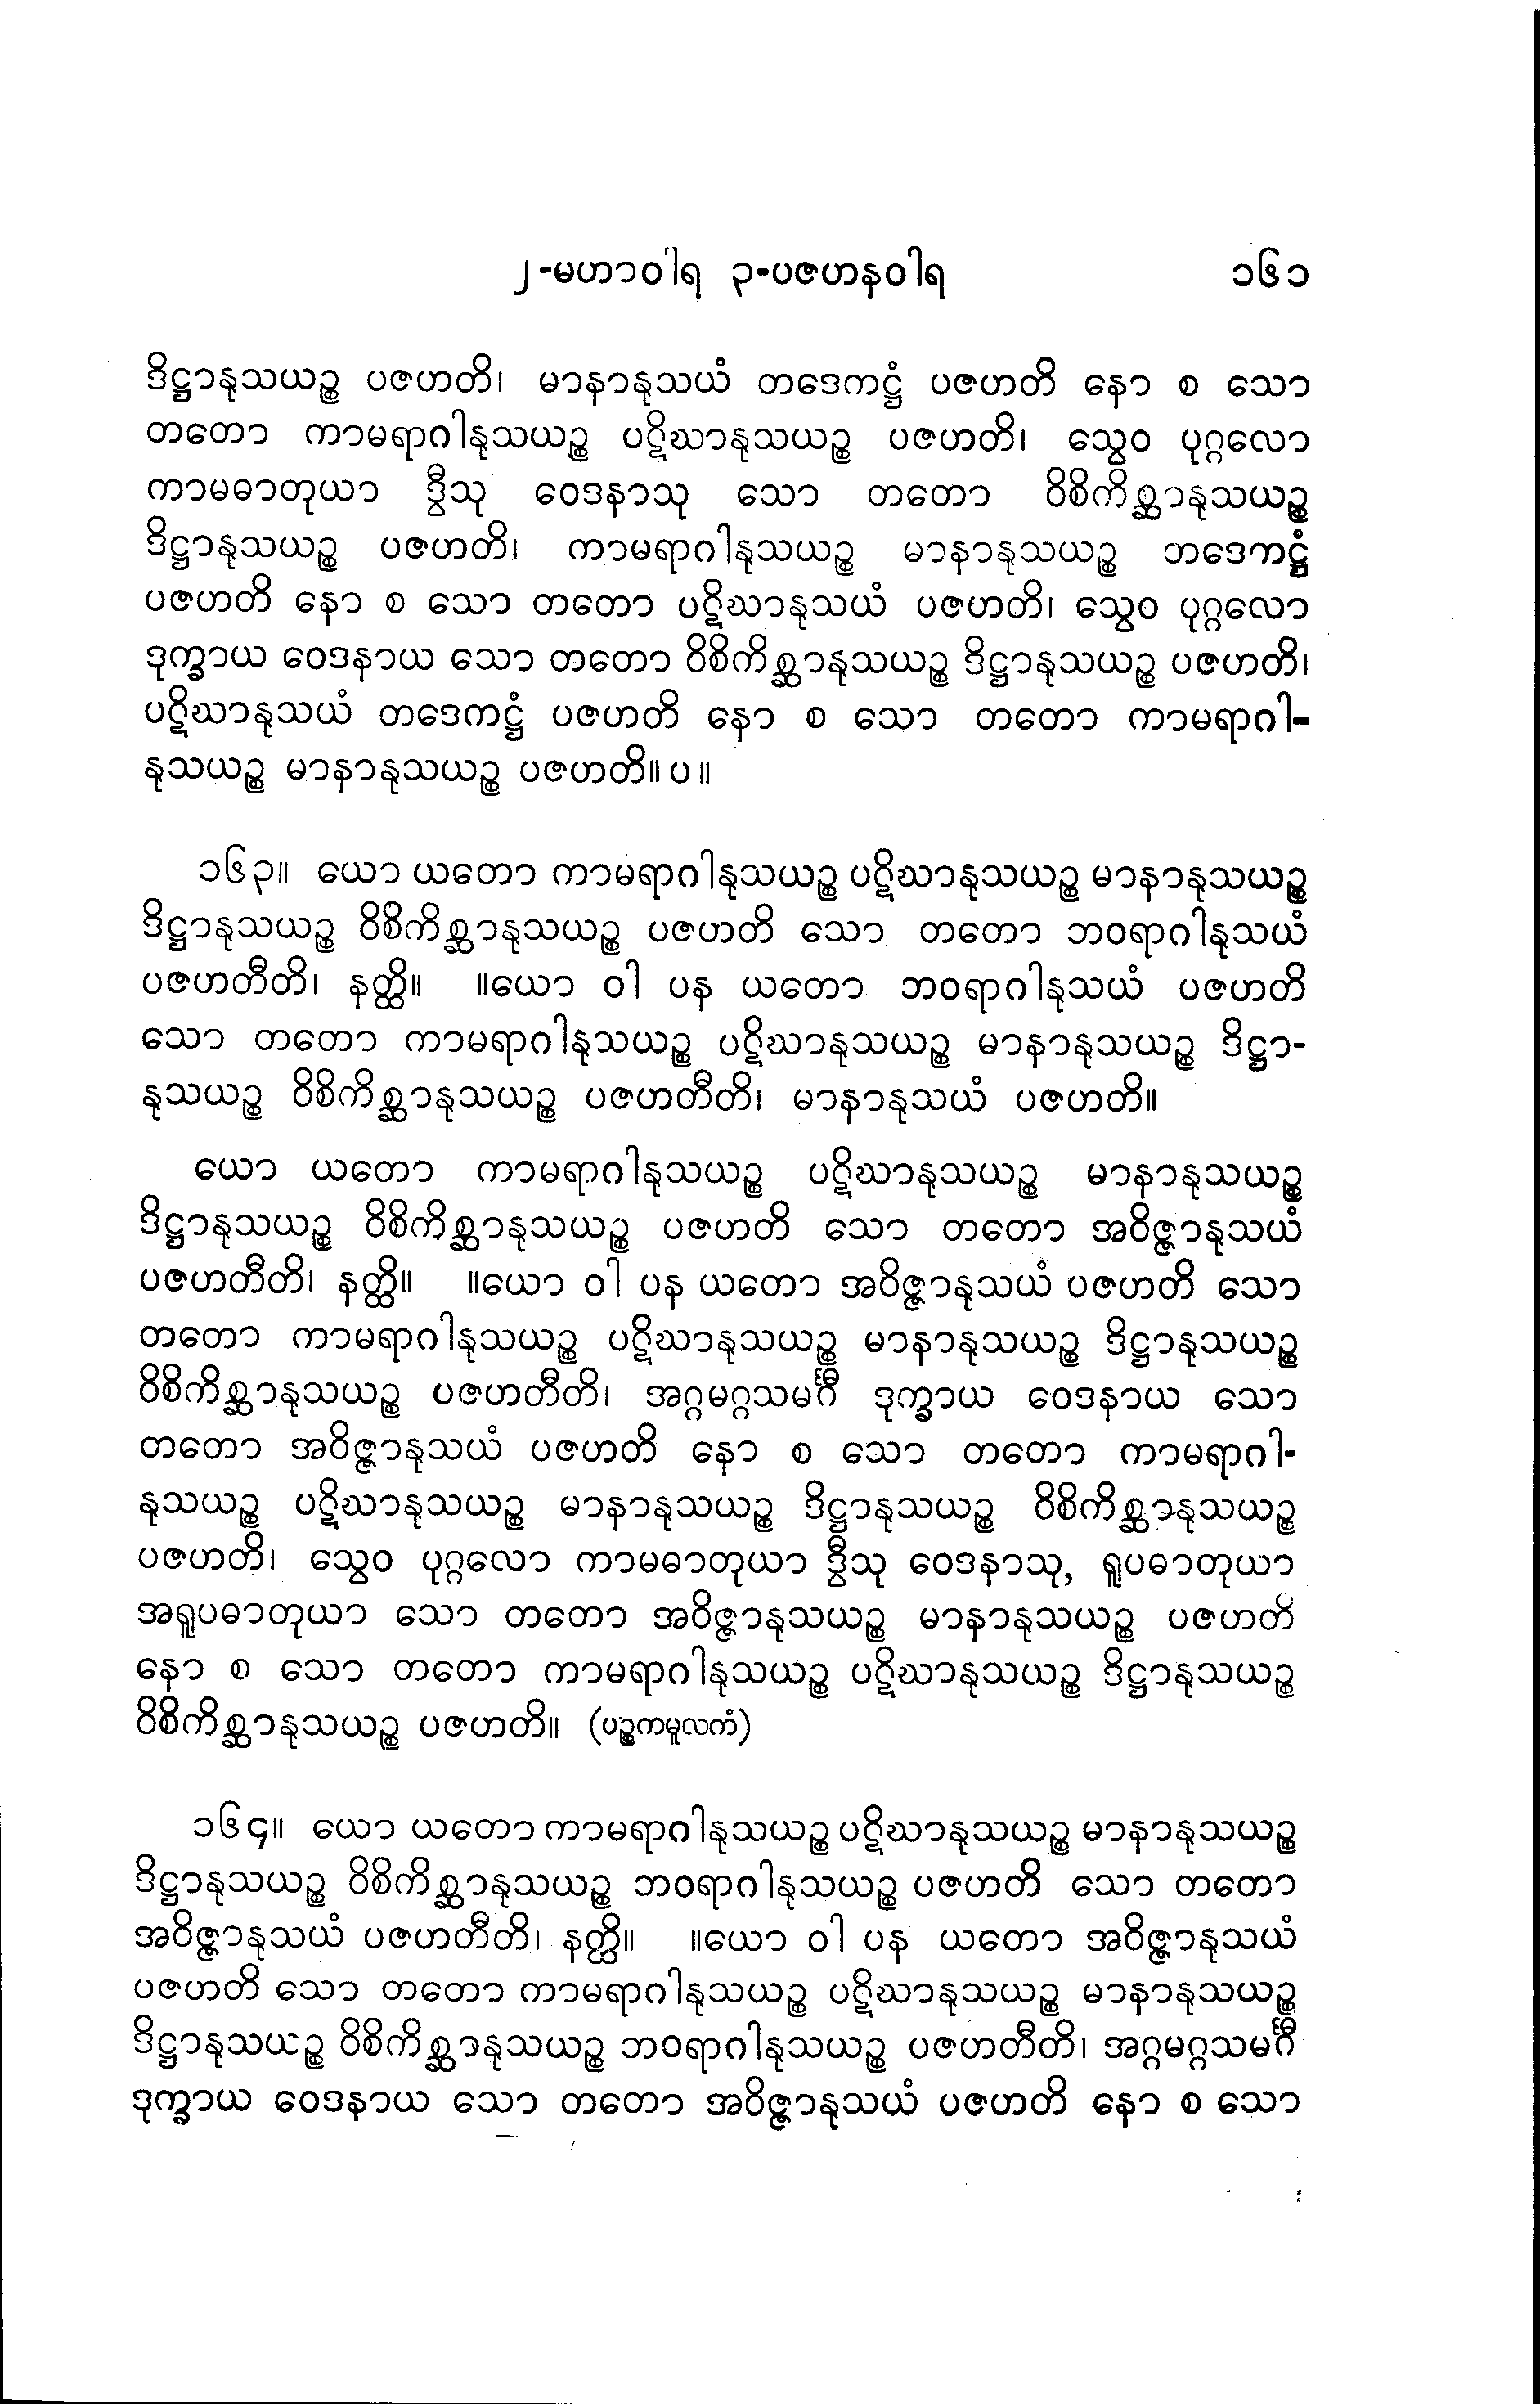 ၂-မဟာဝါရ ၃-ပဇဟနဝါရ ၁၆၁
ဒိဋ္ဌာနုသယဉ္စ ပဇဟတိ၊ မာနာနုသယံ တဒေကဋ္ဌံ ပဇဟတိ နော စ သော
တတော ကာမရာဂါနုသယဉ္စ ပဋိဃာနုသယဉ္စ ပဇဟတိ၊ သွေဝ ပုဂ္ဂလော
ကာမဓာတုယာ ဒွီသု ဝေဒနာသု သော တတော ဝိစိကိစ္ဆာနုသယဉ္စ
ဒိဋ္ဌာနုသယဉ္စ ပဇဟတိ၊ ကာမရာဂါနုသယဉ္စ မာနာနုသယဉ္စ တဒေကဋ္ဌံ
ပဇဟတိ နော စ သော တတော ပဋိဃာနုသယံ ပဇဟတိ၊ သွေဝ ပုဂ္ဂလော
ဒုက္ခာယ ဝေဒနာယ သော တတော ဝိစိကိစ္ဆာနုသယဉ္စ ဒိဋ္ဌာနုသယဉ္စ ပဇဟတိ၊
ပဋိဃာနုသယံ တဒေကဋ္ဌံ ပဇဟတိ နော စ သော တတော ကာမရာဂါ-
နုသယဉ္စ မာနာနုသယဉ္စ ပဇဟတိ။ ပ ။
၁၆၃။ ယော ယတော ကာမရာဂါနုသယဉ္စ ပဋိဃာနုသယဉ္စ မာနာနုသယဉ္စ
ဒိဋ္ဌာနုသယဉ္စ ဝိစိကိစ္ဆာနုသယဉ္စ ပဇဟတိ သော တတော ဘဝရာဂါနုသယံ
ပဇဟတီတိ၊ နတ္ထိ။ ။ယော ဝါ ပန ယတော ဘဝရာဂါနုသယံ ပဇဟတိ
သော တတော ကာမရာဂါနုသယဉ္စ ပဋိဃာနုသယဉ္စ မာနာနုသယဉ္စ ဒိဋ္ဌာ-
နုသယဉ္စ ဝိစိကိစ္ဆာနုသယဉ္စ ပဇဟတီတိ၊ မာနာနုသယံ ပဇဟတိ။
ယော ယတော ကာမရာဂါနုသယဉ္စ ပဋိဃာနုသယဉ္စ မာနာနုသယဉ္စ
ဒိဋ္ဌာနုသယဉ္စ ဝိစိကိစ္ဆာနုသယဉ္စ ပဇဟတိ သော တတော အဝိဇ္ဇာနုသယံ
ပဇဟတီတိ၊ နတ္ထိ။ ။ယော ဝါ ပန ယတော အဝိဇ္ဇာနုသယံ ပဇဟတိ သော
တတော ကာမရာဂါနုသယဉ္စ ပဋိဃာနုသယဉ္စ မာနာနုသယဉ္စ ဒိဋ္ဌာနုသယဉ္စ
ဝိစိကိစ္ဆာနုသယဉ္စ ပဇဟတီတိ၊ အဂ္ဂမဂ္ဂသမင်္ဂီ ဒုက္ခာယ ဝေဒနာယ သော
တတော အဝိဇ္ဇာနုသယံ ပဇဟတိ နော စ သော တတော ကာမရာဂါ-
နုသယဉ္စ ပဋိဃာနုသယဉ္စ မာနာနုသယဉ္စ ဒိဋ္ဌာနုသယဉ္စ ဝိစိကိစ္ဆာနုသယဉ္စ
ပဇဟတိ၊ သွေဝ ပုဂ္ဂလော ကာမဓာတုယာ ဒွီသု ဝေဒနာသု, ရူပဓာတုယာ
အရူပဓာတုယာ သော တတော အဝိဇ္ဇာနုသယဉ္စ မာနာနုသယဉ္စ ပဇဟတိ
နော စ သော တတော ကာမရာဂါနုသယဉ္စ ပဋိဃာနုသယဉ္စ ဒိဋ္ဌာနုသယဉ္စ
ဝိစိကိစ္ဆာနုသယဉ္စ ပဇဟတိ။ (ပဉ္စကမူလကံ)
၁၆၄။ ယော ယတော ကာမရာဂါနုသယဉ္စ ပဋိဃာနုသယဉ္စ မာနာနုသယဉ္စ
ဒိဋ္ဌာနုသယဉ္စ ဝိစိကိစ္ဆာနုသယဉ္စ ဘဝရာဂါနုသယဉ္စ ပဇဟတိ သော တတော
အဝိဇ္ဇာနုသယံ ပဇဟတီတိ၊ နတ္ထိ။ ။ယော ဝါ ပန ယတော အဝိဇ္ဇာနုသယံ
ပဇဟတိ သော တတော ကာမရာဂါနုသယဉ္စ ပဋိဃာနုသယဉ္စ မာနာနုသယဉ္စ
ဒိဋ္ဌာနုသယဉ္စ ဝိစိကိစ္ဆာနုသယဉ္စ ဘဝရာဂါနုသယဉ္စ ပဇဟတီတိ၊ အဂ္ဂမဂ္ဂသမင်္ဂီ
ဒုက္ခာယ ဝေဒနာယ သော တတော အဝိဇ္ဇာနုသယံ ပဇဟတိ နော စ သော